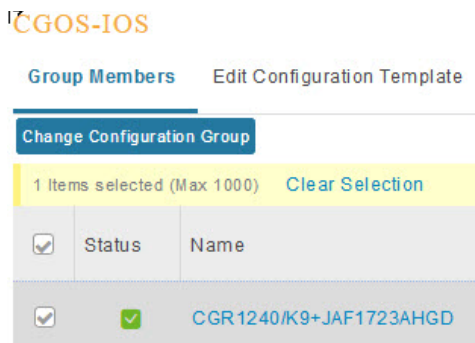 CGOS-IOS
Group Members Edit Configuration Template
Change Configuration Group
1 Items selected (Max 1000) Clear Selection
Status Name
CGR1240/K9+JAF1723AHGD